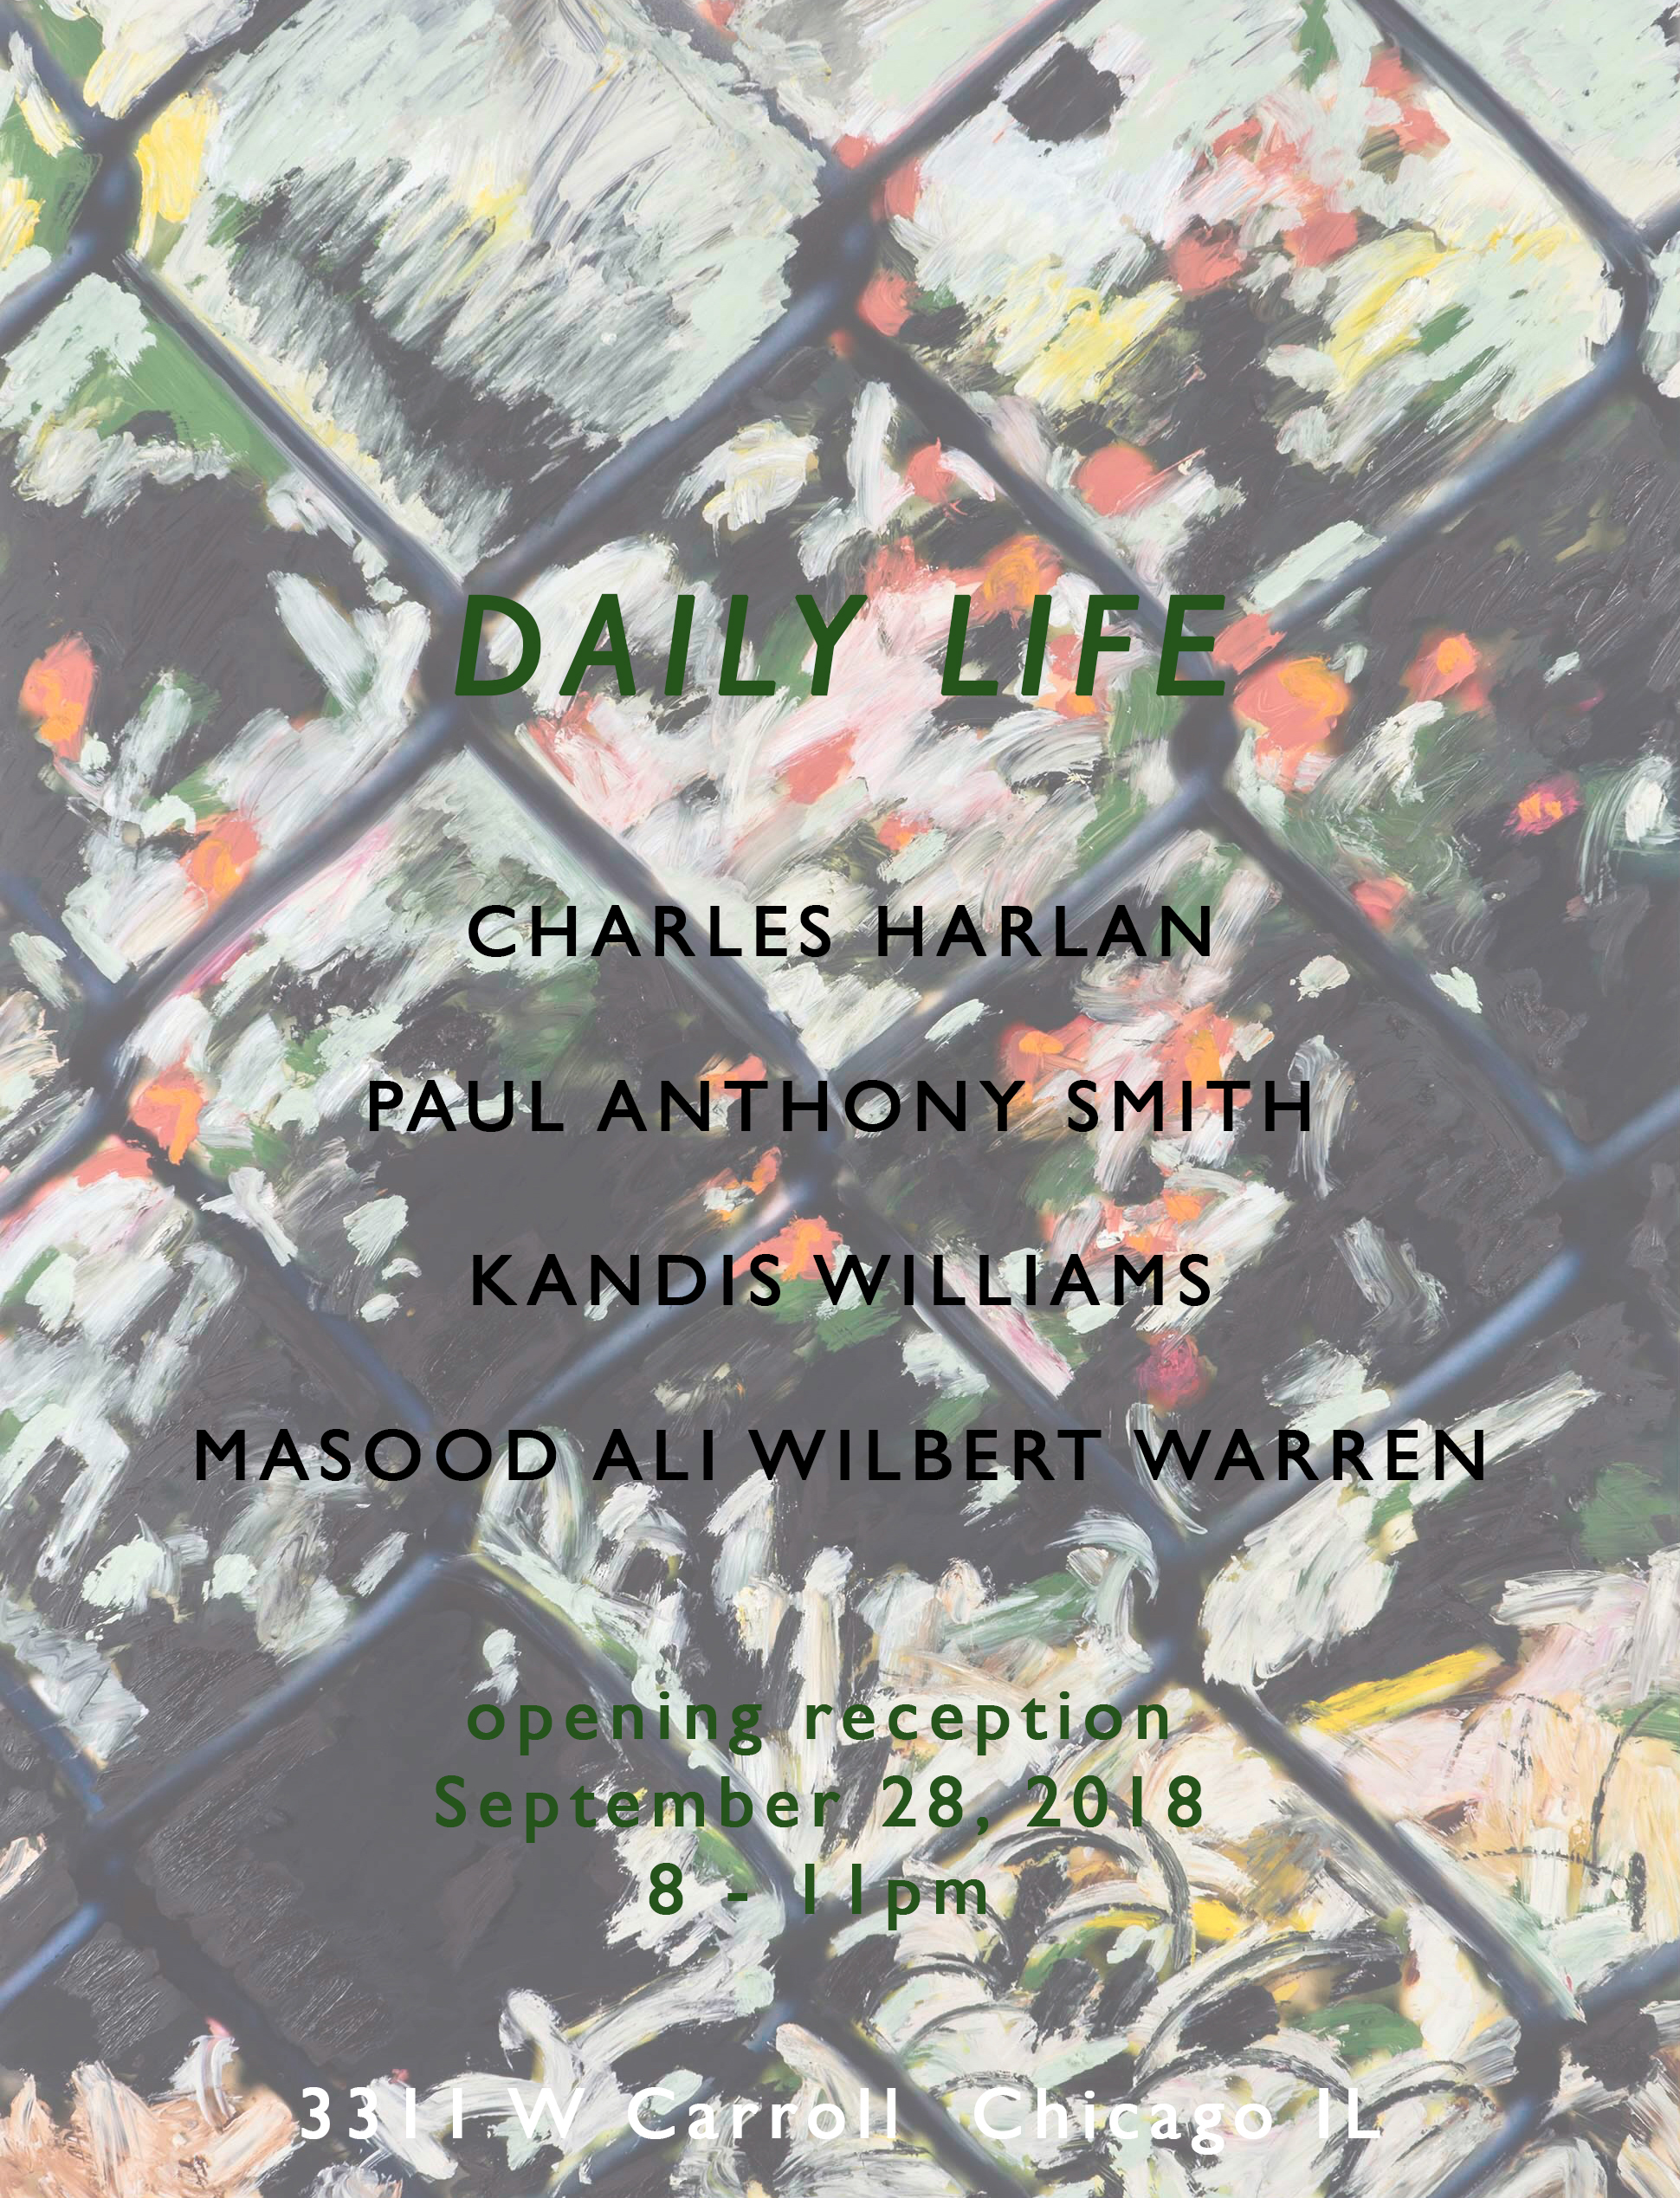 DAILY LIFE
CHARLES HARLAN
PAUL ANTHONY SMITH
KANDIS WILLIAMS
MASOOD ALI WILBERT WARREN
opening reception
September 28, 2018
8 - 11pm
3311 W Carroll Chicago IL